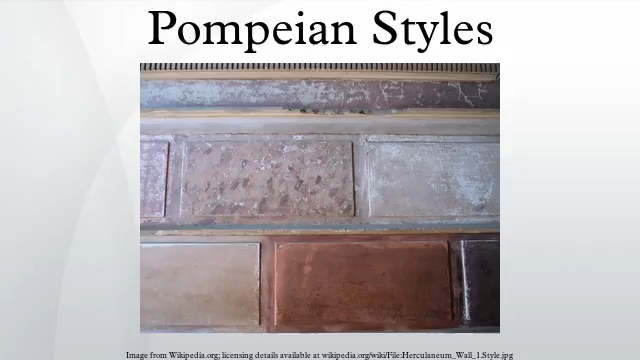 Pompeian Styles
Image from Wikipedia.org; licensing details available at wikipedia.org/wiki/File:Herculaneum_Wall_1.Style.jpg